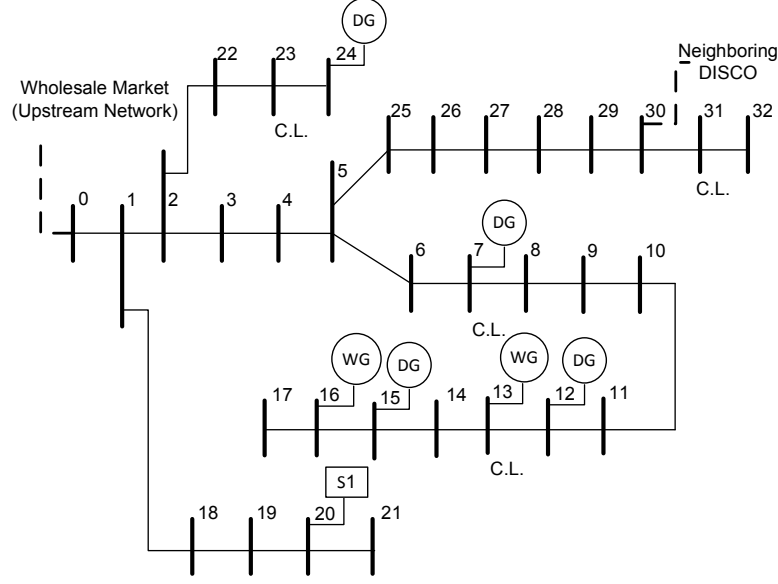 DG
22
23
24
C.L.
Wholesale Market
(Upstream Network)
Neighboring
DISCO
25
26
27
28
29
30
31
32
C.L.
0
1
2
3
4
5
DG
6
7
8
9
10
C.L.
WG
DG
WG
DG
17
16
15
14
13
12
11
C.L.
S1
18
19
20
21